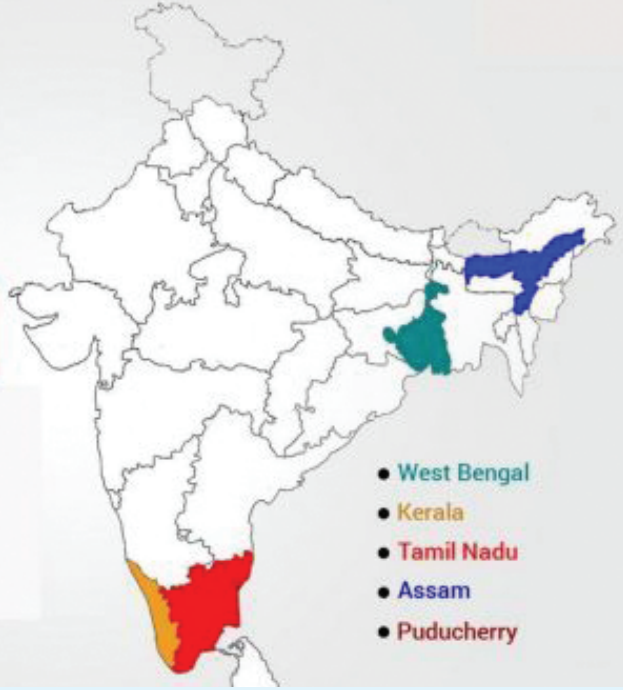 • West Bengal
• Kerala
• Tamil Nadu
• Assam
• Puducherry